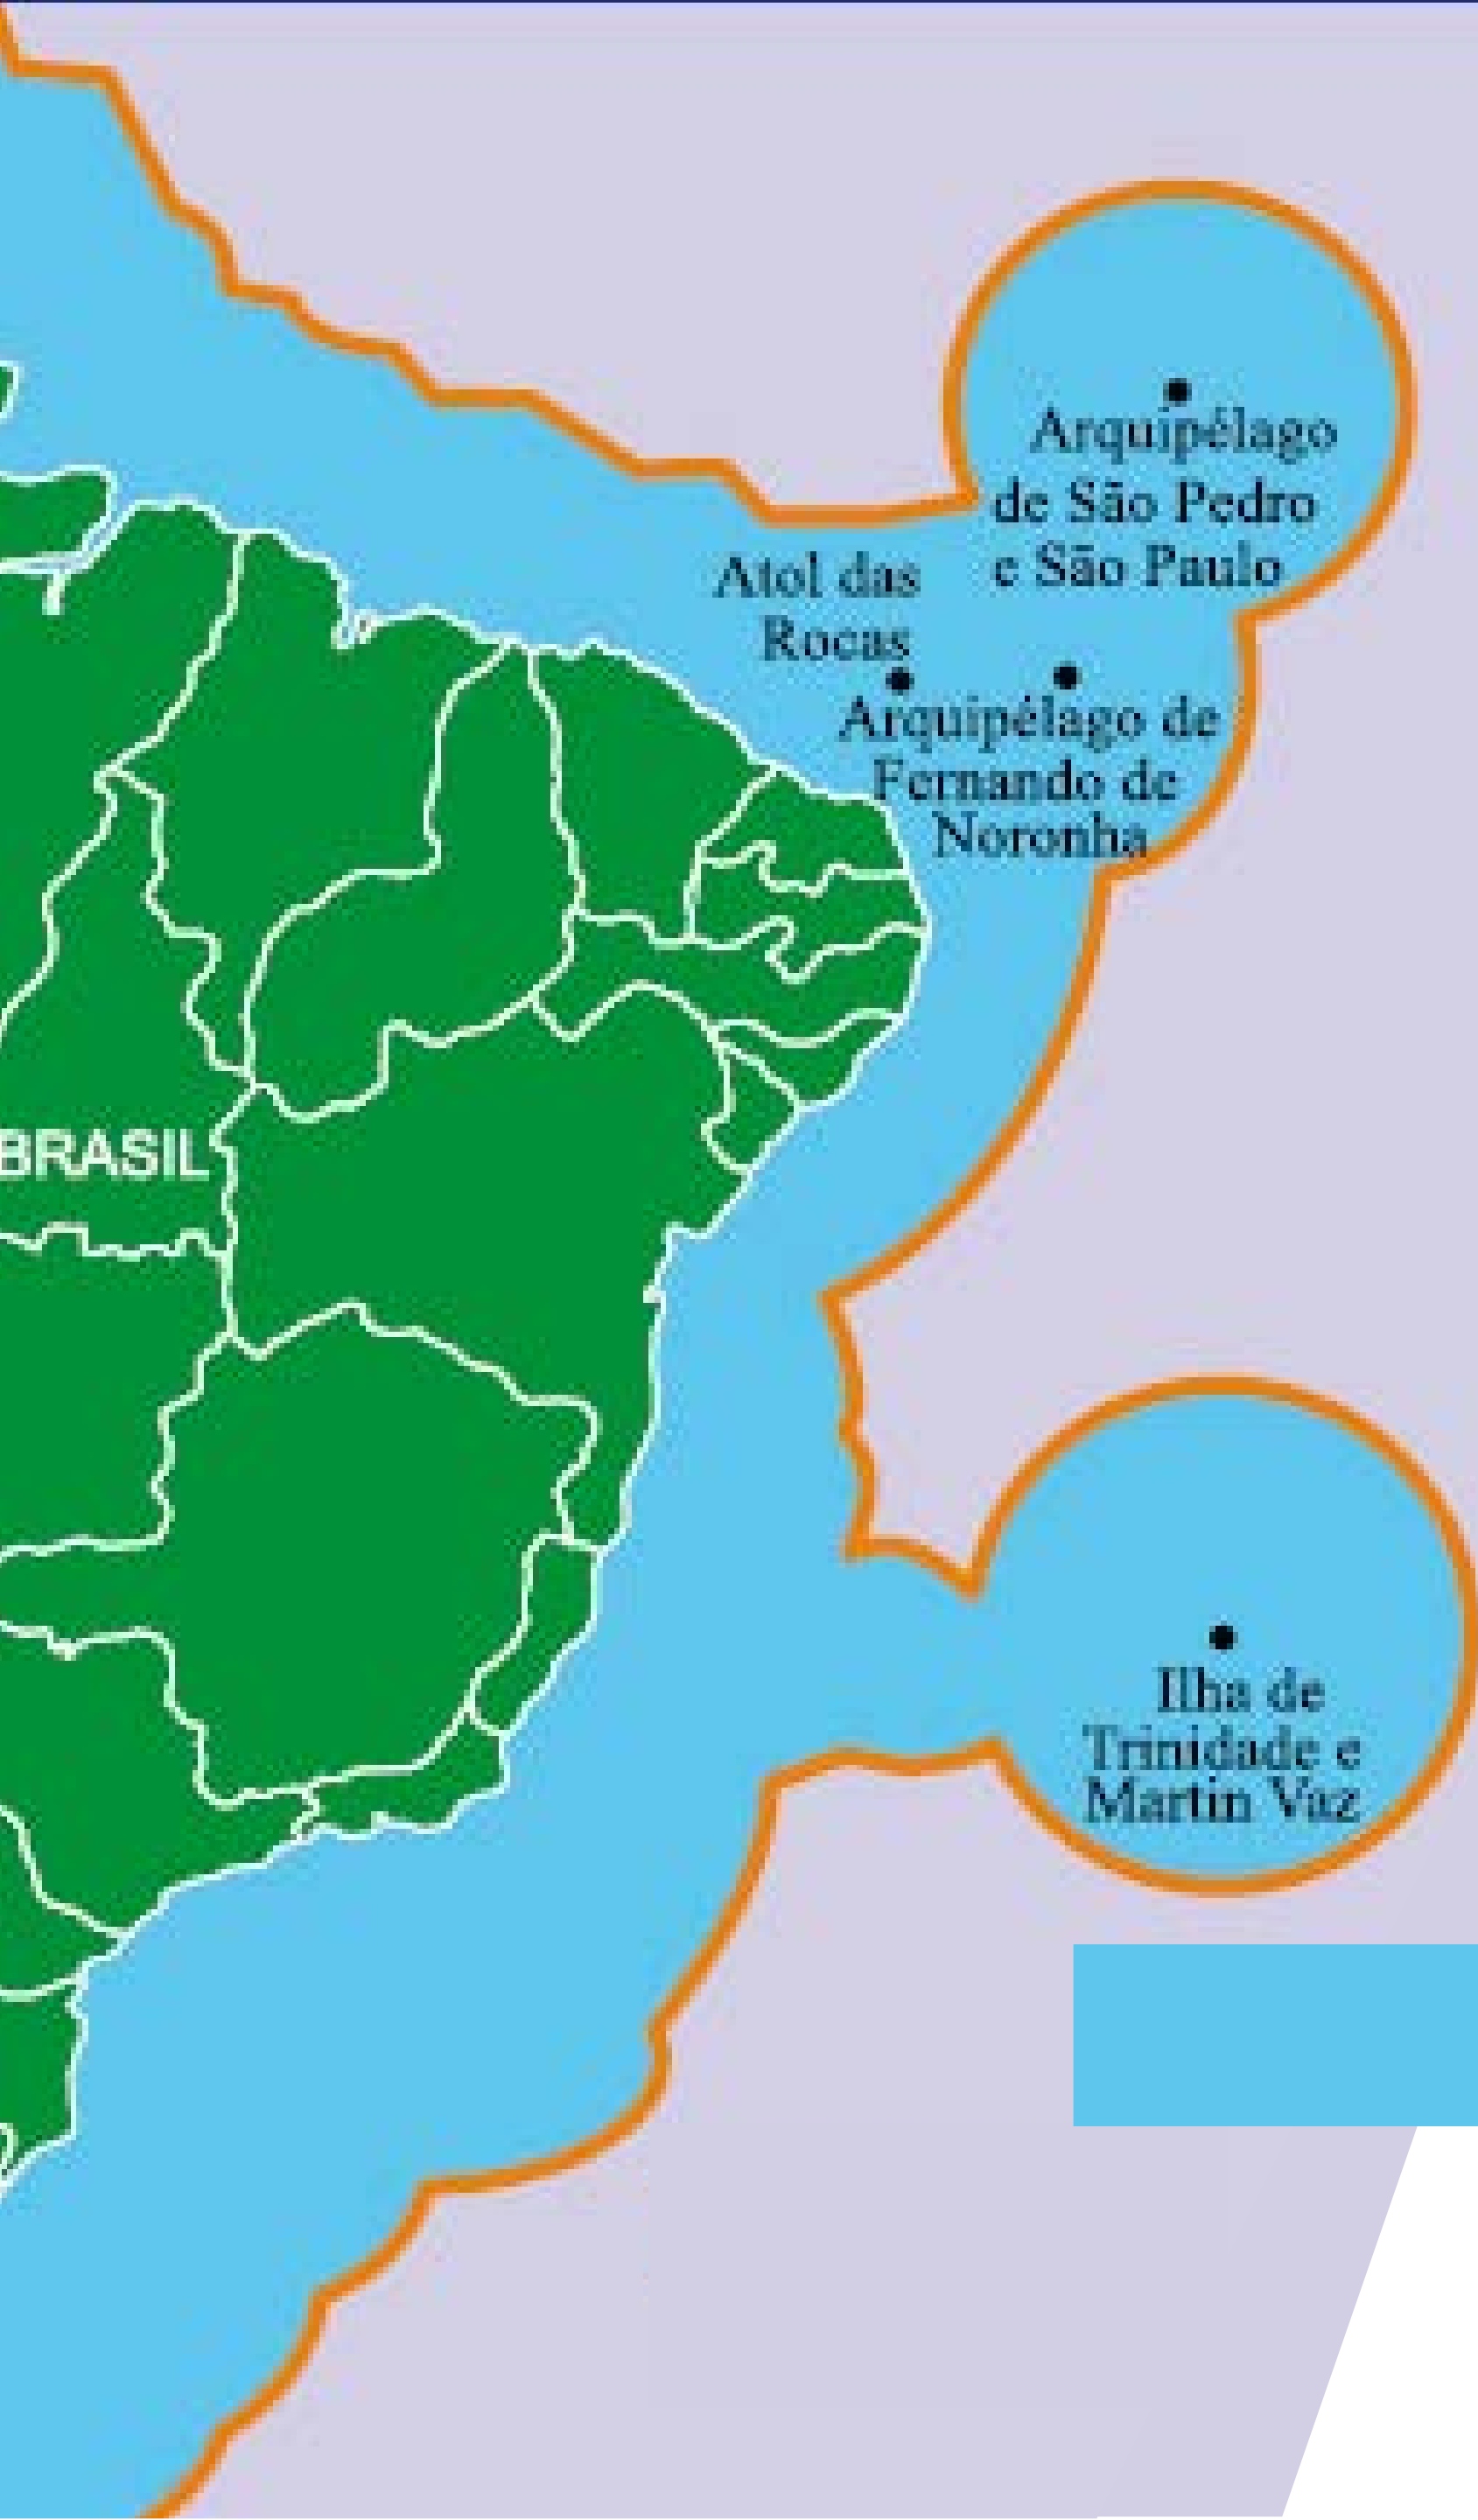 Arquipélago
de São Pedro
e São Paulo
Atol das
Rocas
Arquipélago de
Fernando de
Noronha
BRASIL
Ilha de
Trinidade e
Martin Vaz